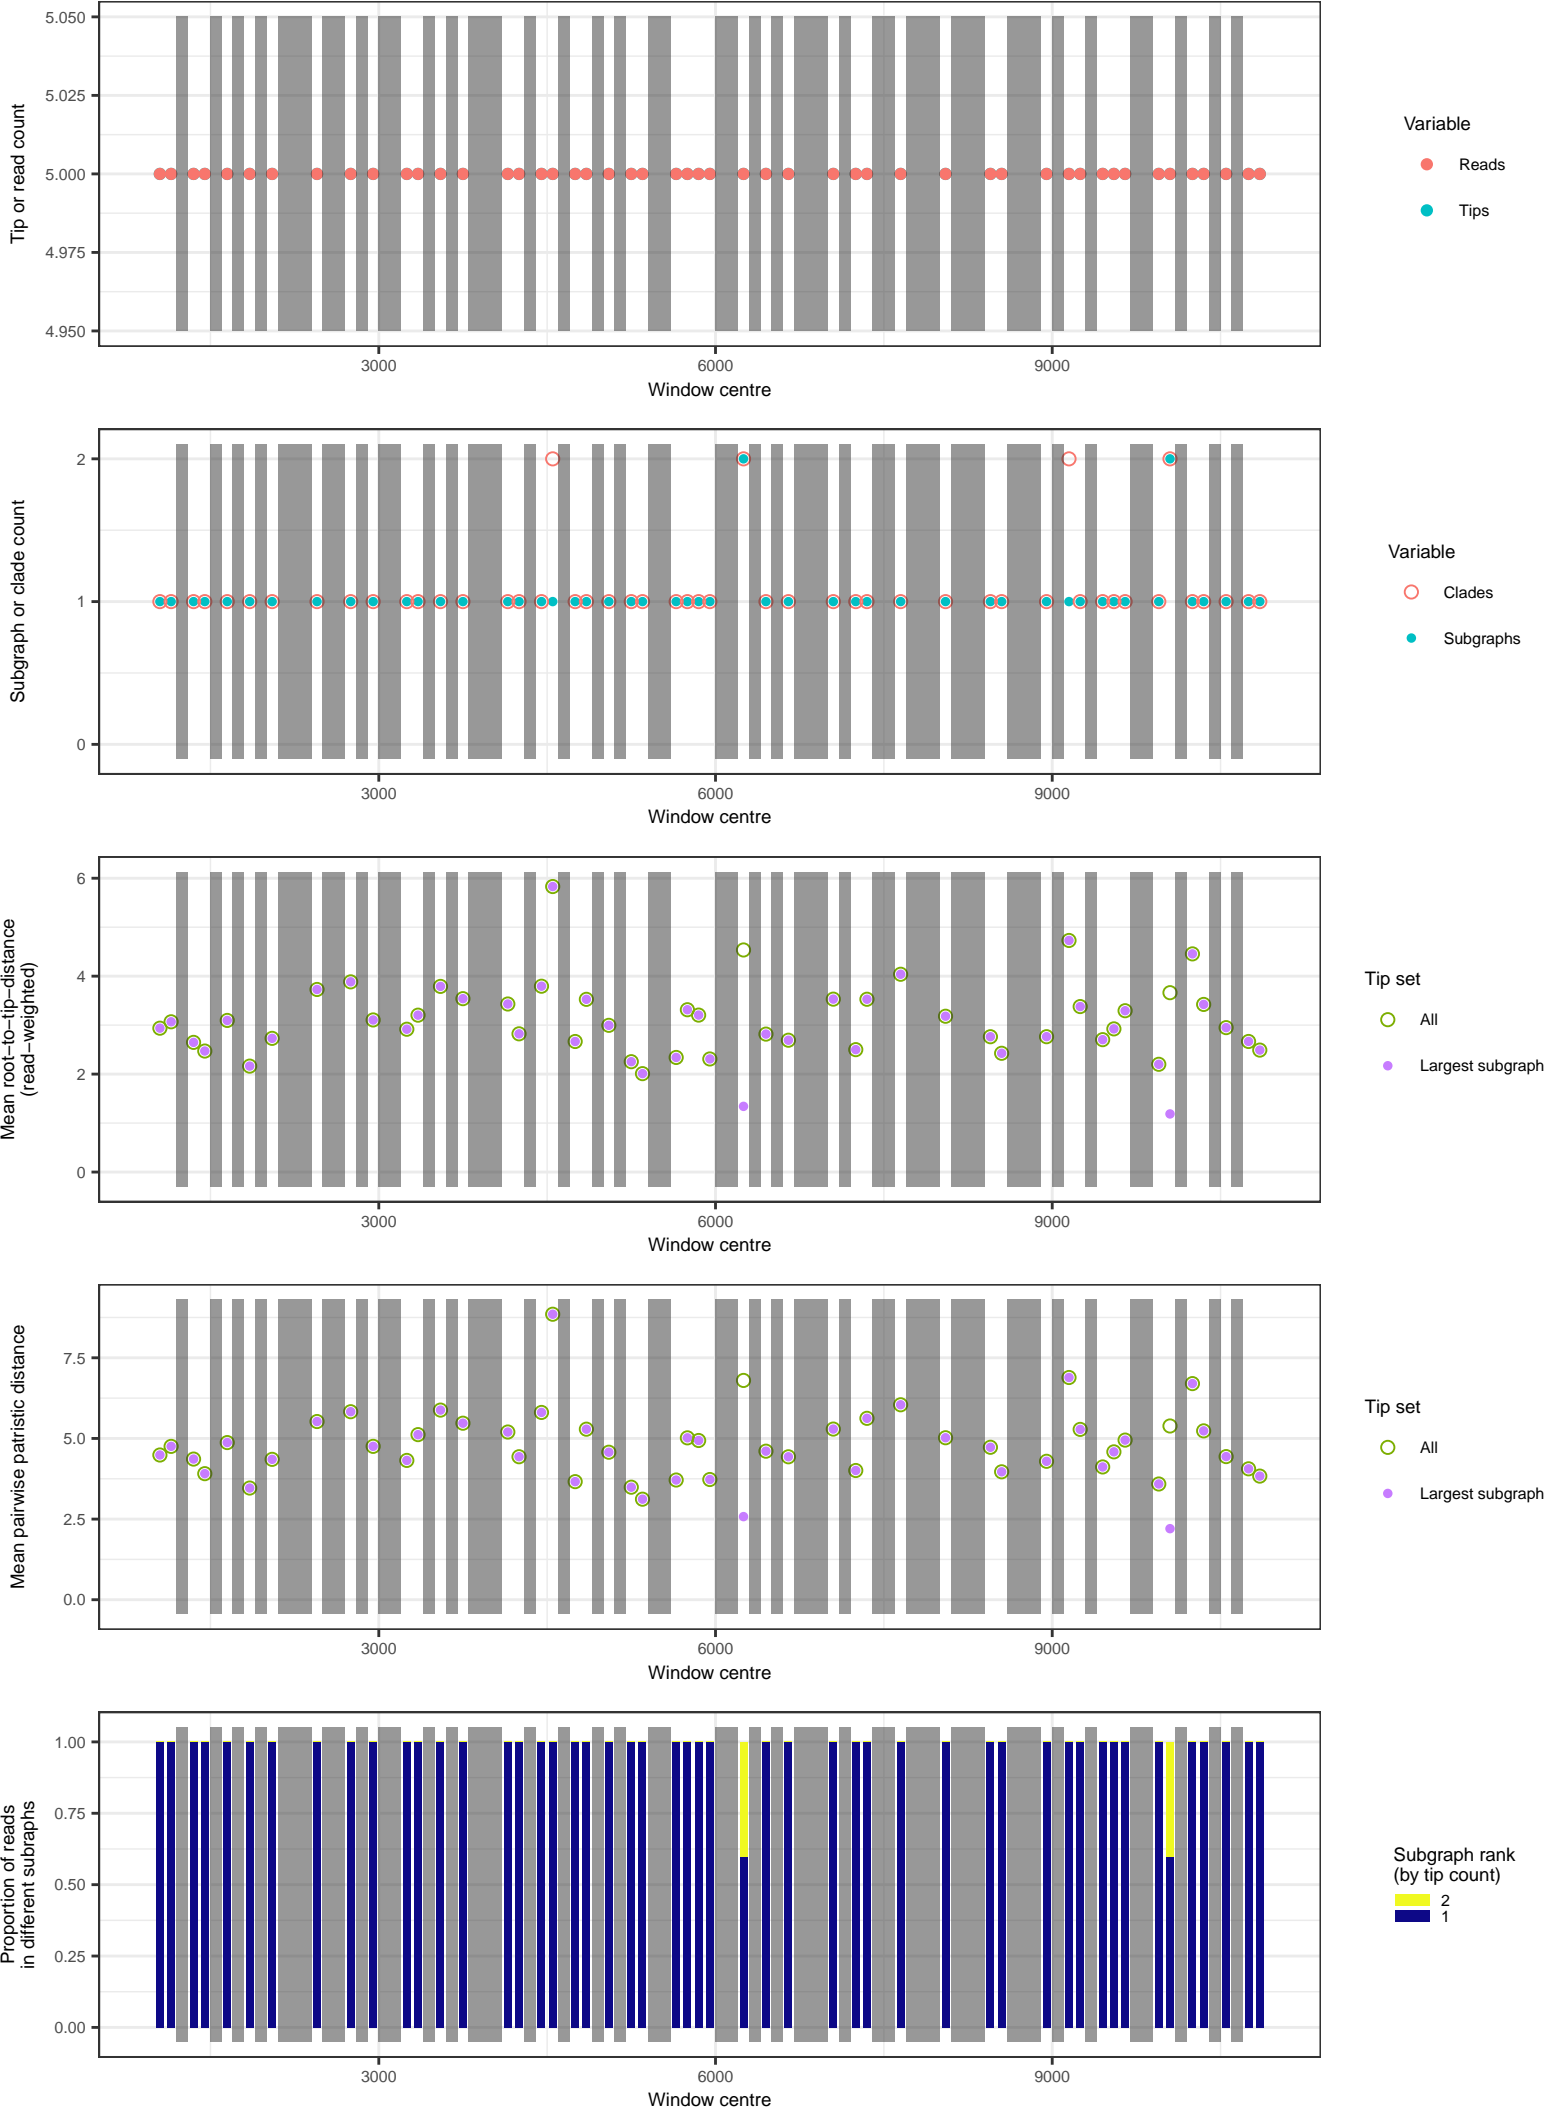 5.050
5.025
5.000
4.975
4.950
Tip or read count
3000 6000 9000
Window centre
Variable
Reads
Tips
2
1
0
Subgraph or clade count
3000 6000 9000
Window centre
Variable
Clades
Subgraphs
6
4
2
0
Mean root−to−tip−distance
(read−weighted)
3000 6000 9000
Window centre
Tip set
All
Largest subgraph
7.5
5.0
2.5
0.0
Mean pairwise patristic distance
3000 6000 9000
Window centre
Tip set
All
Largest subgraph
1.00
0.75
0.50
0.25
0.00
Proportion of reads
in different subraphs
3000 6000 9000
Window centre
Subgraph rank
(by tip count)
2
1